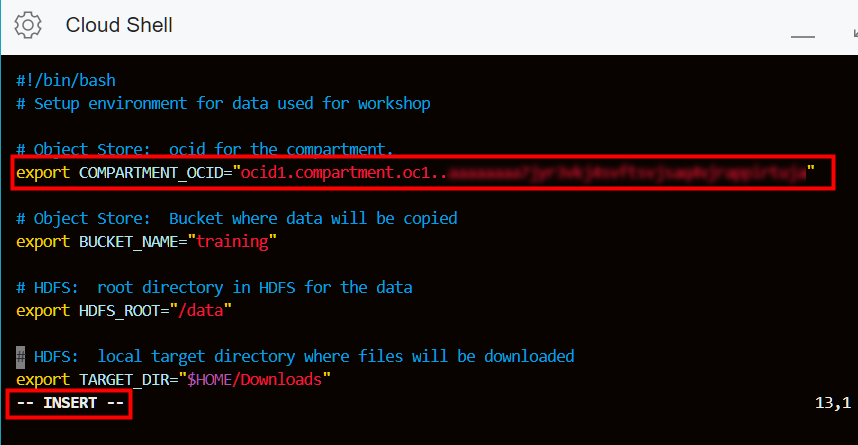 Cloud Shell
#!/bin/bash
# Setup environment for data used for workshop
# Object Store:  ocid for the compartment.
export COMPARTMENT_OCID="ocid1.compartment.oc1.."
# Object Store:  Bucket where data will be copied
export BUCKET_NAME="training"
# HDFS:  root directory in HDFS for the data
export HDFS_ROOT="/data"
# HDFS:  local target directory where files will be downloaded
export TARGET_DIR="$HOME/Downloads"
-- INSERT -- 13,1